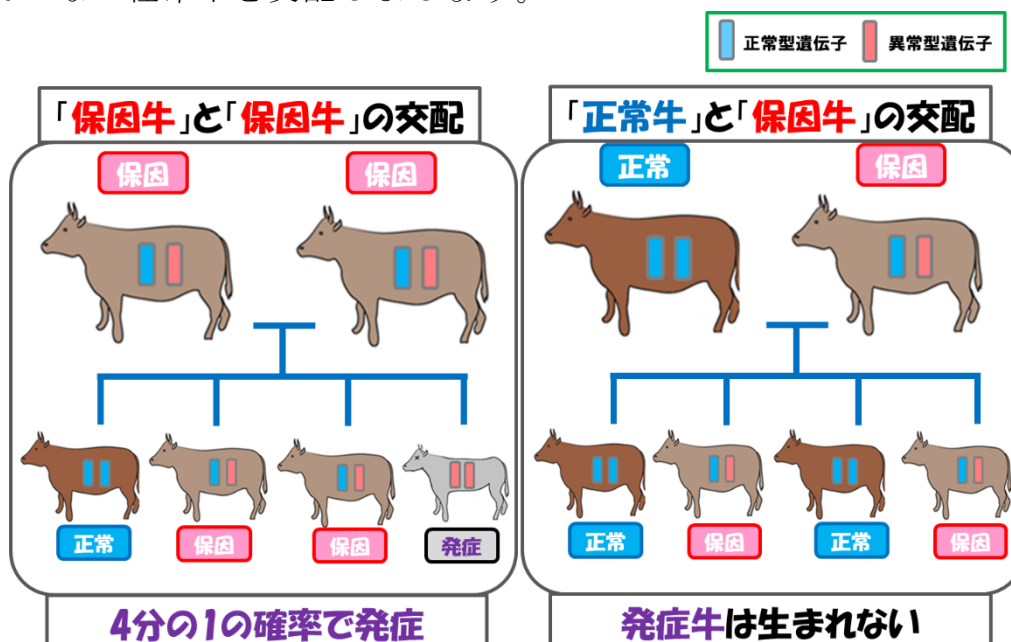 正常型遺伝子 異常型遺伝子
「保因牛」と「保因牛」の交配
保因 保因
正常 保因 保因 発症
4分の1の確率で発症
「正常牛」と「保因牛」の交配
正常 保因
正常 保因 正常 保因
発症牛は生まれない